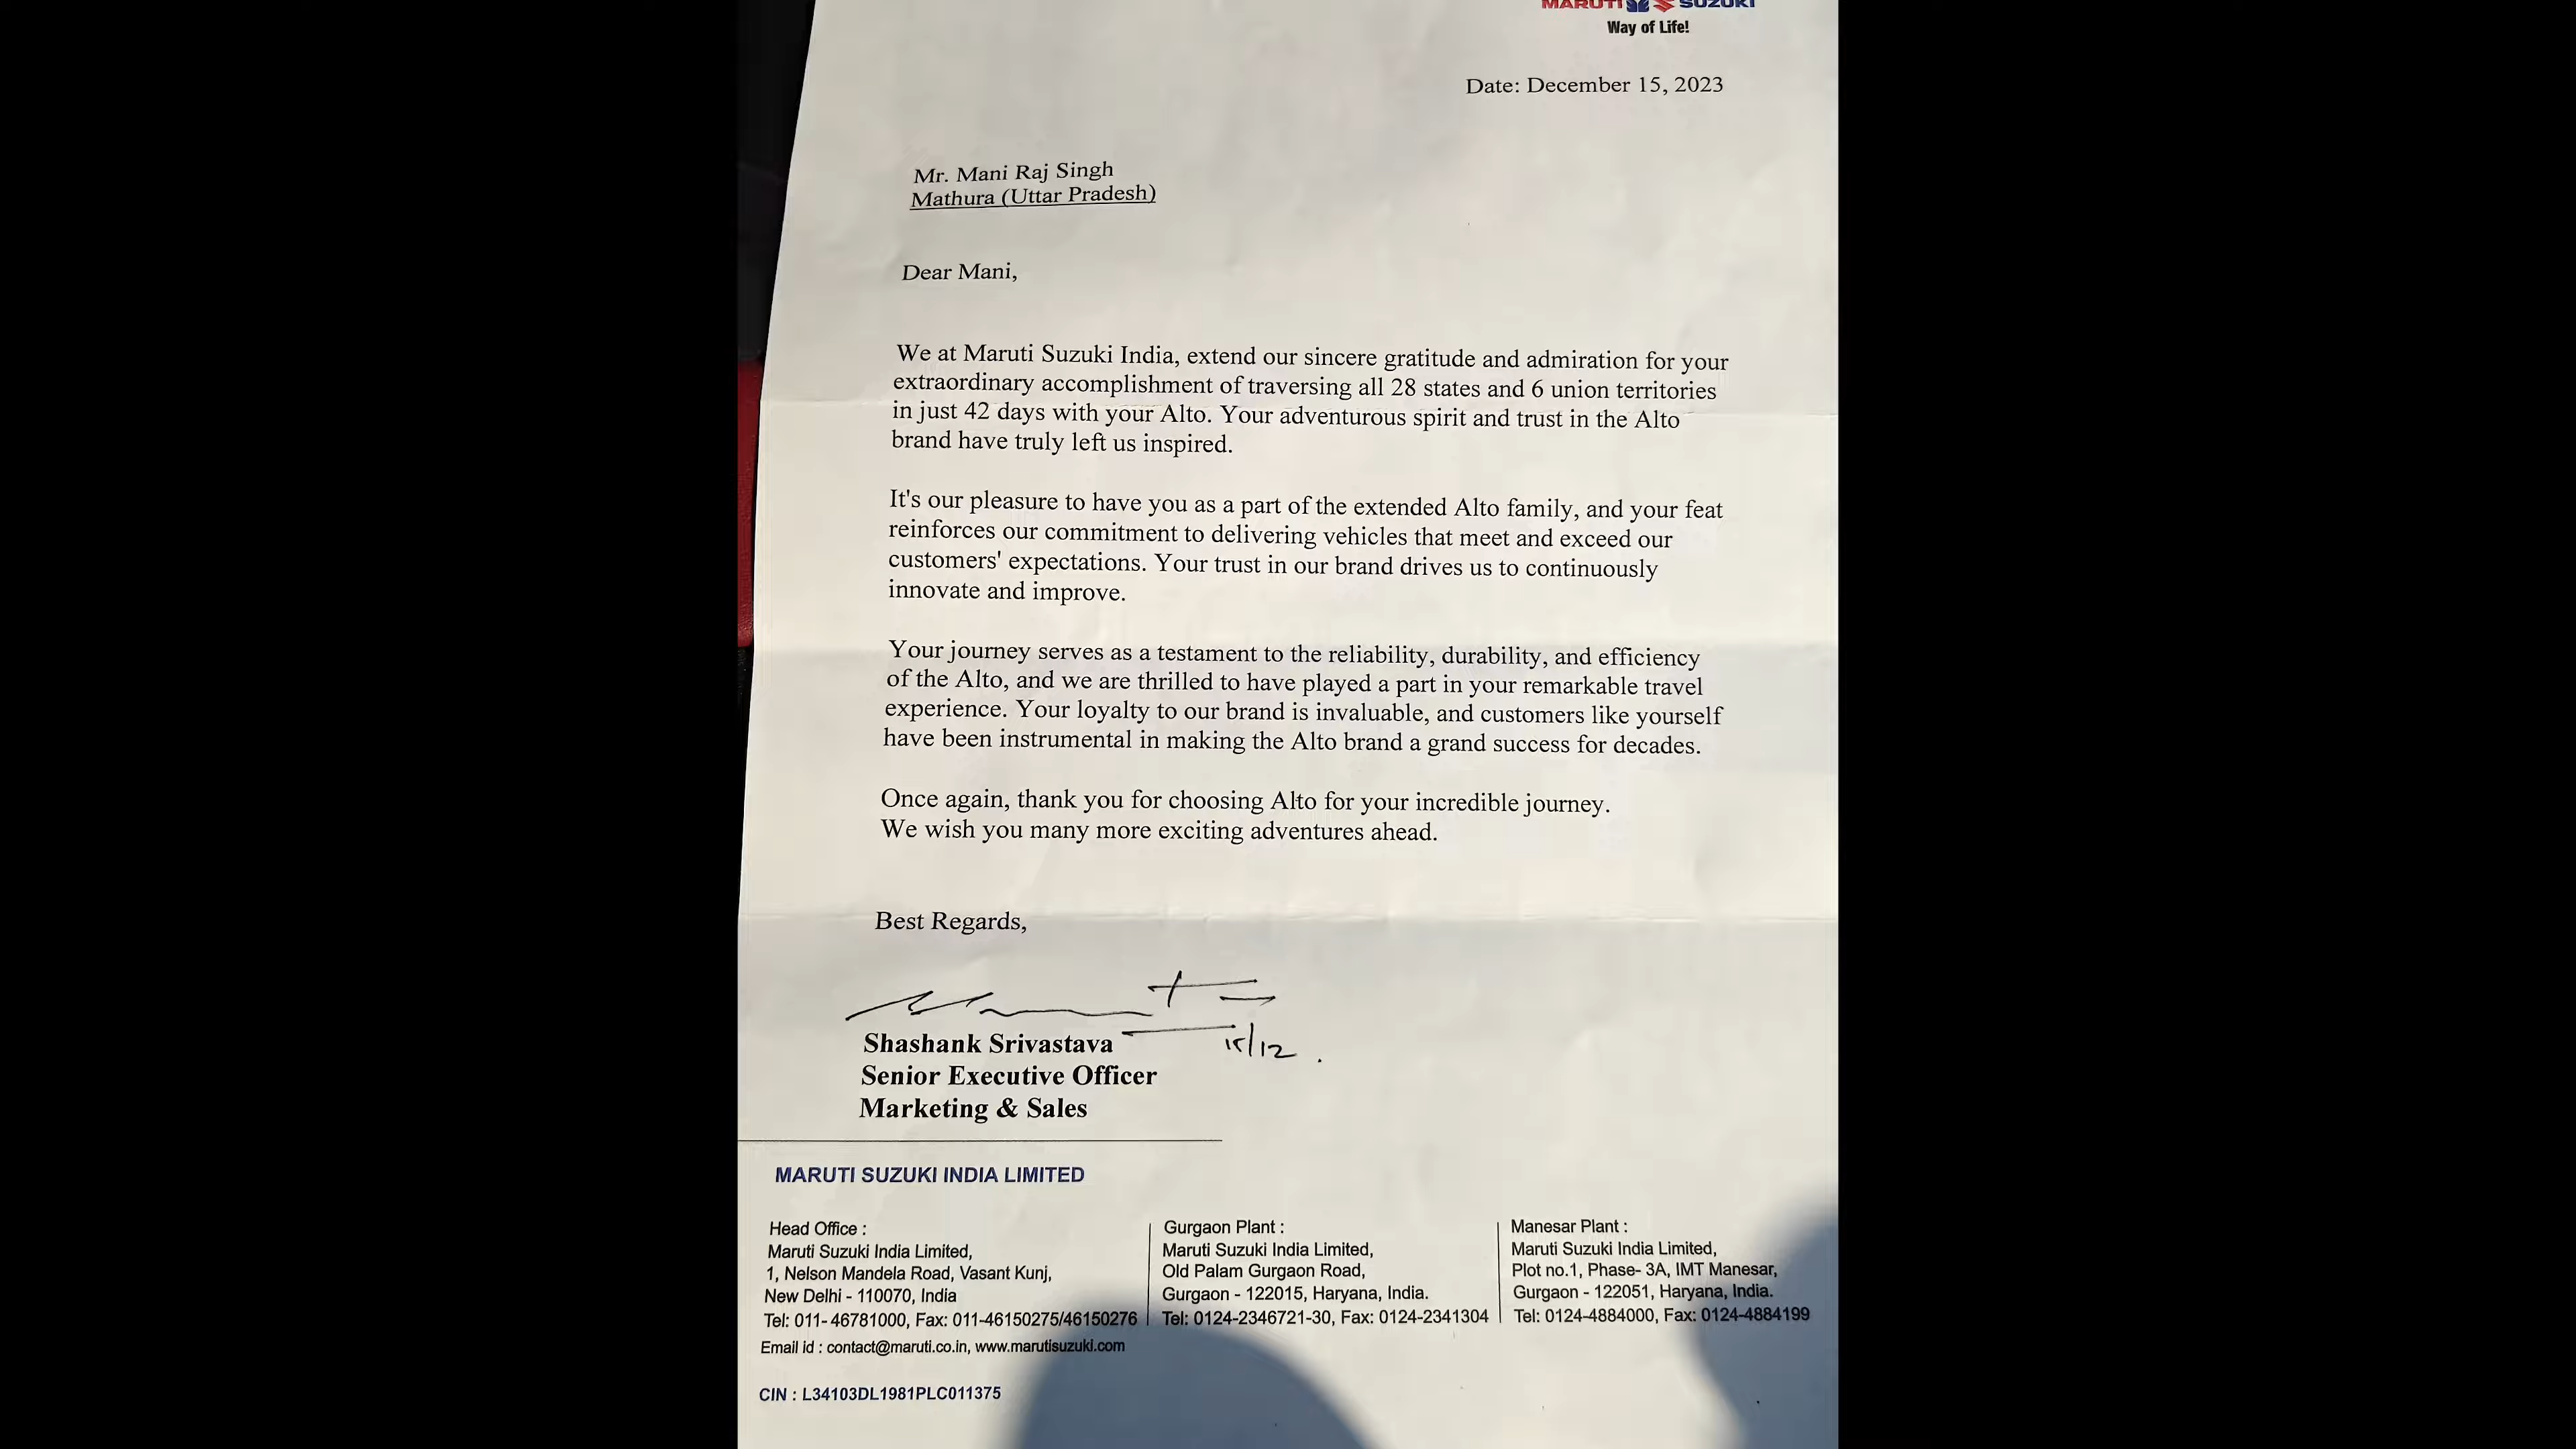 MARUTI SUZUKI
Way of Life!
Date: December 15, 2023
Mr. Mani Raj Singh
Mathura (Uttar Pradesh)
Dear Mani,
We at Maruti Suzuki India, extend our sincere gratitude and admiration for your
extraordinary accomplishment of traversing all 28 states and 6 union territories
in just 42 days with your Alto. Your adventurous spirit and trust in the Alto
brand have truly left us inspired.
It's our pleasure to have you as a part of the extended Alto family, and your feat
reinforces our commitment to delivering vehicles that meet and exceed our
customers' expectations. Your trust in our brand drives us to continuously
innovate and improve.
Your journey serves as a testament to the reliability, durability, and efficiency
of the Alto, and we are thrilled to have played a part in your remarkable travel
experience. Your loyalty to our brand is invaluable, and customers like yourself
have been instrumental in making the Alto brand a grand success for decades.
Once again, thank you for choosing Alto for your incredible journey.
We wish you many more exciting adventures ahead.
Best Regards,
15/12
Shashank Srivastava
Senior Executive Officer
Marketing & Sales
MARUTI SUZUKI INDIA LIMITED
Head Office :
Maruti Suzuki India Limited,
1, Nelson Mandela Road, Vasant Kunj,
New Delhi - 110070, India
Tel: 011- 46781000, Fax: 011-46150275/46150276
Email id : contact@maruti.co.in, www.marutisuzuki.com
Gurgaon Plant :
Maruti Suzuki India Limited,
Old Palam Gurgaon Road,
Gurgaon - 122015, Haryana, India.
Tel: 0124-2346721-30, Fax: 0124-2341304
Manesar Plant :
Maruti Suzuki India Limited,
Plot no.1, Phase- 3A, IMT Manesar,
Gurgaon - 122051, Haryana, India.
Tel: 0124-4884000, Fax: 0124-4884199
CIN : L34103DL1981PLC011375